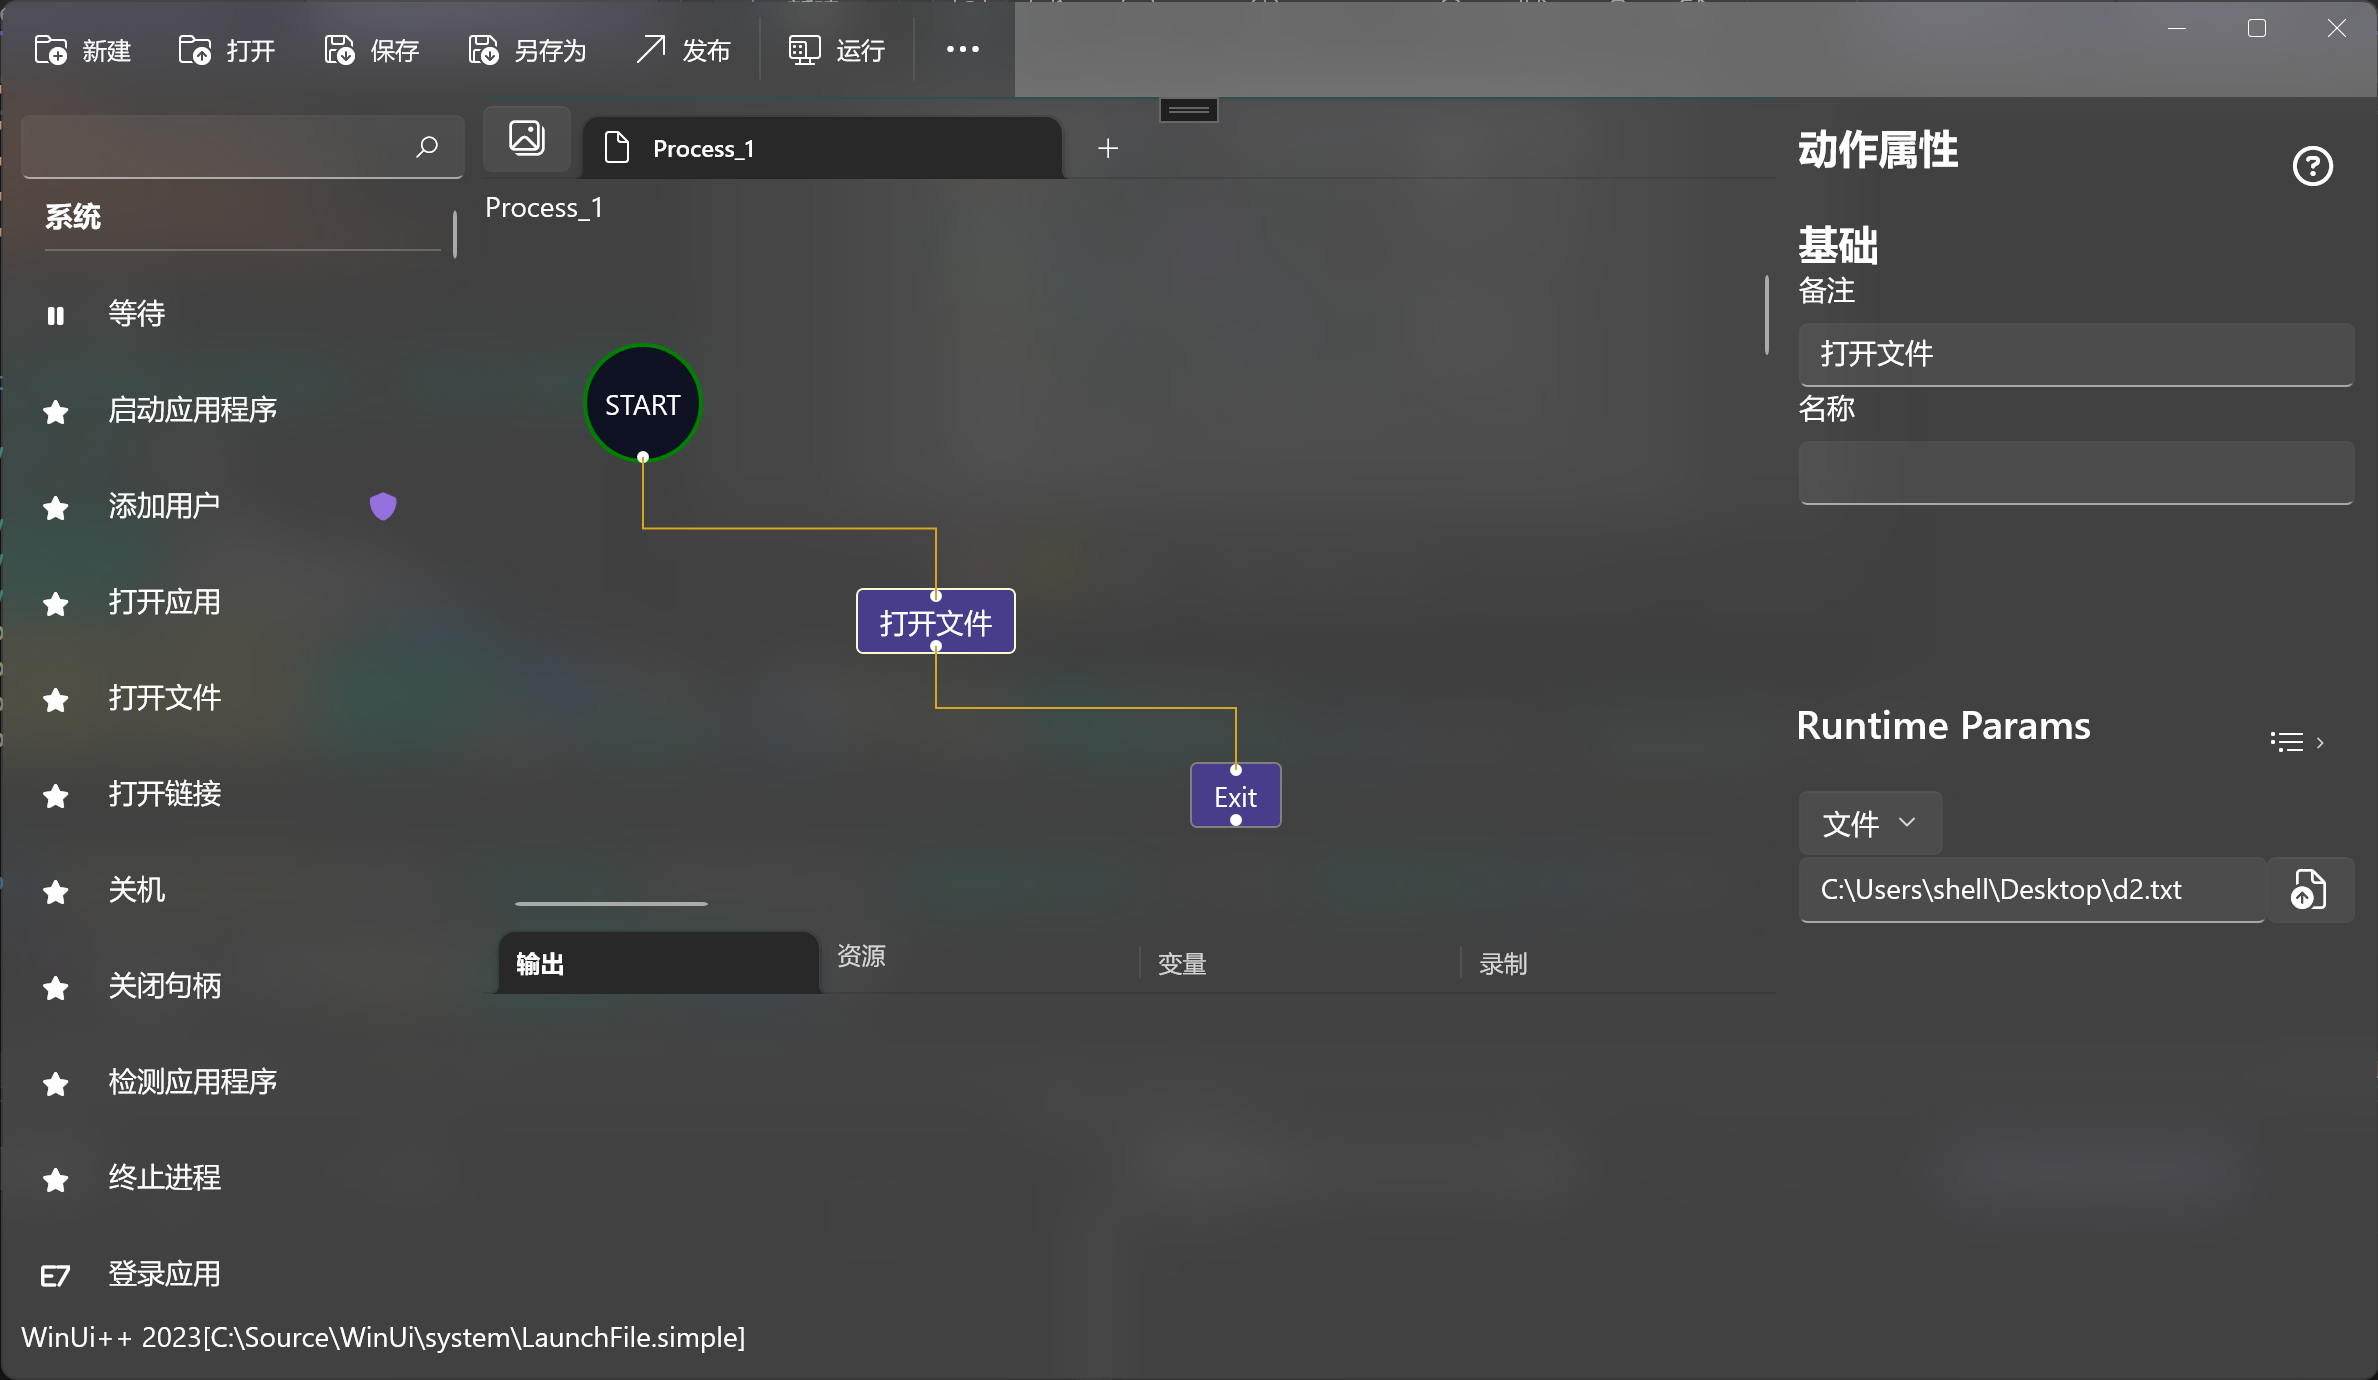 新建
打开
保存
另存为
发布
运行
Process_1
Process_1
系统
等待
启动应用程序
添加用户
打开应用
打开文件
打开链接
关机
关闭句柄
检测应用程序
终止进程
E7 登录应用
START
打开文件
Exit
输出
资源
变量
录制
动作属性
基础
备注
打开文件
名称
Runtime Params
文件
C:\Users\shell\Desktop\d2.txt
WinUi++ 2023[C:\Source\WinUi\system\LaunchFile.simple]